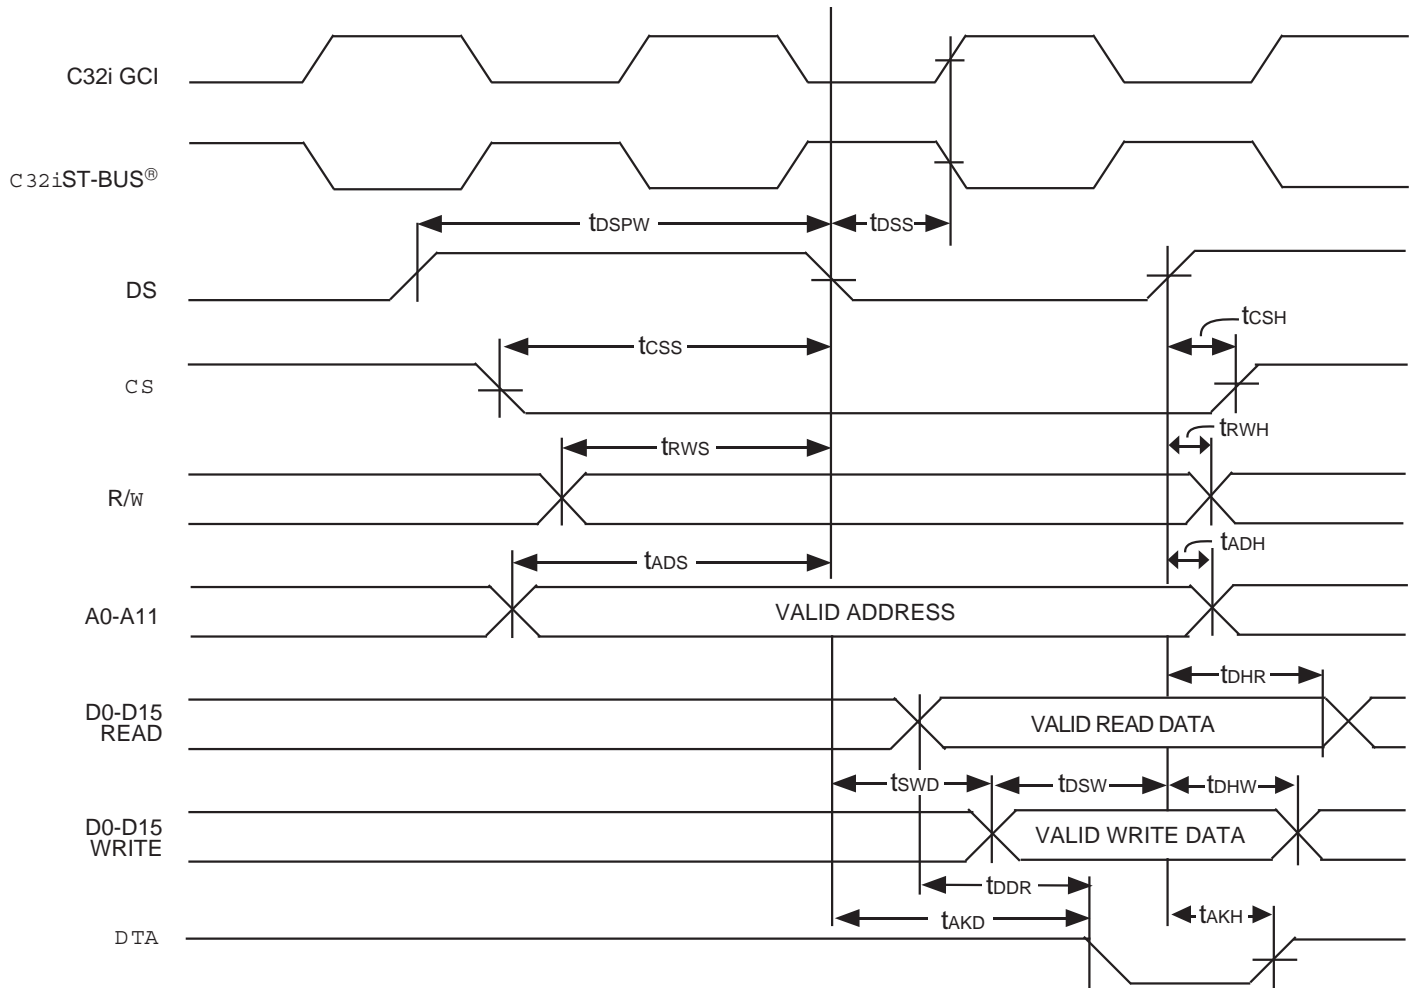 C32i GCI
C32iST-BUS®
tDSPW
tDSS
DS
tCSH
tCSS
CS
tRWH
tRWS
R/W
tADH
tADS
A0-A11
VALID ADDRESS
tDHR
D0-D15
READ
VALID READ DATA
tSWD
tDSW
tDHW
D0-D15
WRITE
VALID WRITE DATA
tDDR
tAKD
tAKH
DTA